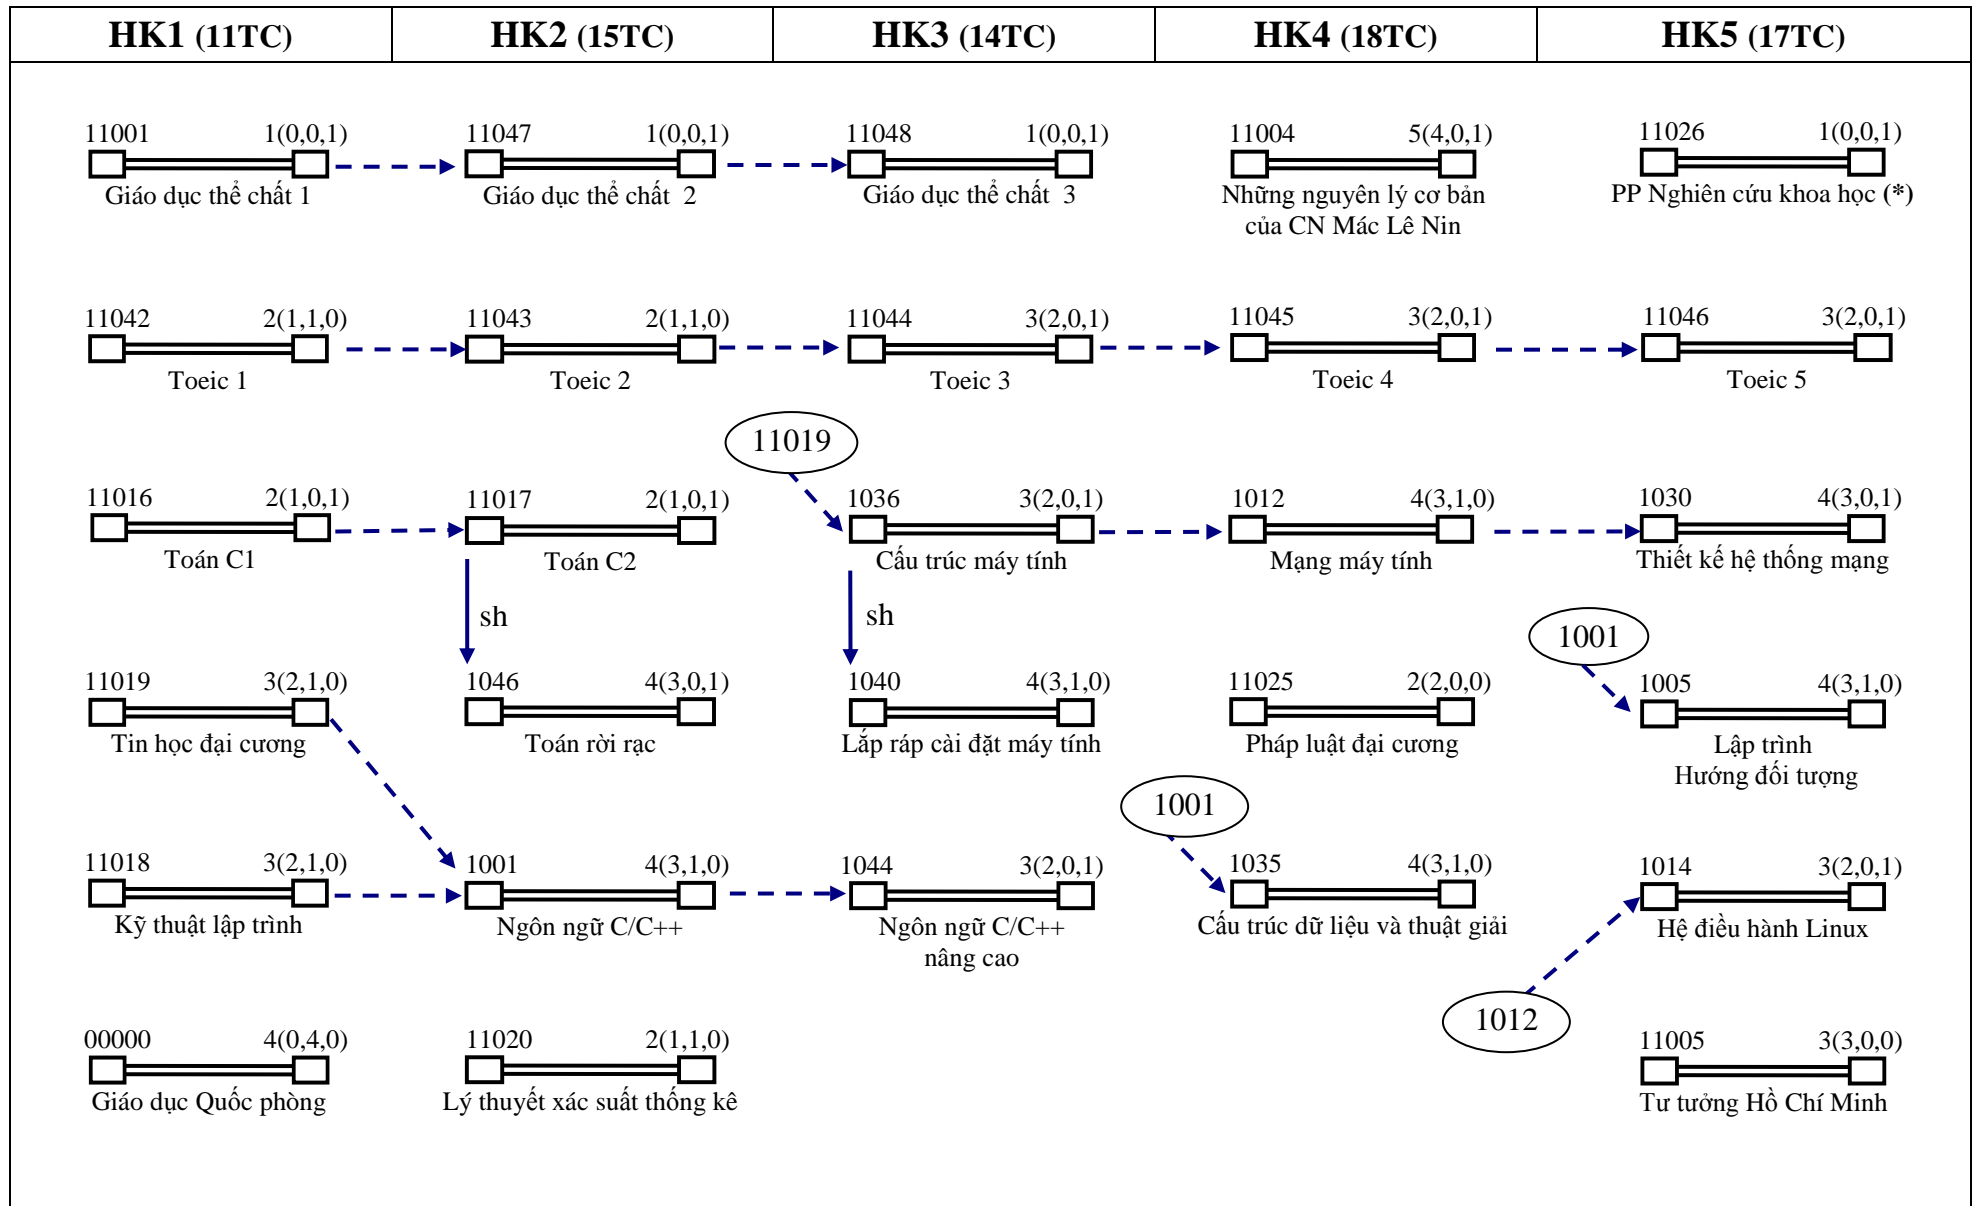 HK1 (11TC) HK2 (15TC) HK3 (14TC) HK4 (18TC) HK5 (17TC)
11001 1(0,0,1) 11047 1(0,0,1) 11048 1(0,0,1) 11004 5(4,0,1) 11026 1(0,0,1)
Giáo dục thể chất 1 Giáo dục thể chất 2 Giáo dục thể chất 3 Những nguyên lý cơ bản PP Nghiên cứu khoa học (*)
của CN Mác Lê Nin
11042 2(1,1,0) 11043 2(1,1,0) 11044 3(2,0,1) 11045 3(2,0,1) 11046 3(2,0,1)
Toeic 1 Toeic 2 Toeic 3 Toeic 4 Toeic 5
11019
11016 2(1,0,1) 11017 2(1,0,1) 1036 3(2,0,1) 1012 4(3,1,0) 1030 4(3,0,1)
Toán C1 Toán C2 Cấu trúc máy tính Mạng máy tính Thiết kế hệ thống mạng
sh sh
1001
11019 3(2,1,0) 1046 4(3,0,1) 1040 4(3,1,0) 11025 2(2,0,0) 1005 4(3,1,0)
Tin học đại cương Toán rời rạc Lắp ráp cài đặt máy tính Pháp luật đại cương Lập trình
Hướng đối tượng
1001
11018 3(2,1,0) 1001 4(3,1,0) 1044 3(2,0,1) 1035 4(3,1,0) 1014 3(2,0,1)
Kỹ thuật lập trình Ngôn ngữ C/C++ Ngôn ngữ C/C++ Cấu trúc dữ liệu và thuật giải Hệ điều hành Linux
nâng cao
1012
00000 4(0,4,0) 11020 2(1,1,0) 11005 3(3,0,0)
Giáo dục Quốc phòng Lý thuyết xác suất thống kê Tư tưởng Hồ Chí Minh